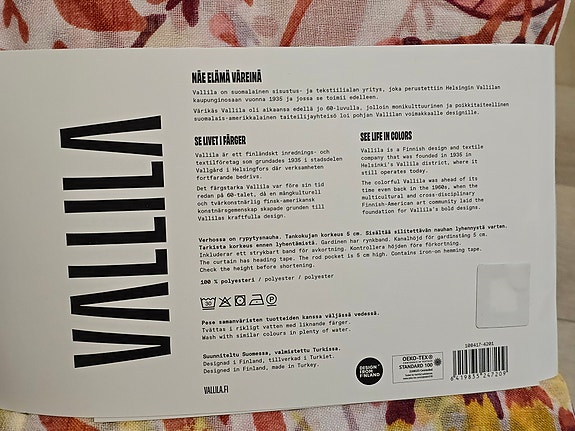 VALLILA
NÄE ELÄMÄ VÄREINÄ
Vallila on suomalainen sisustus- ja tekstiilialan yritys, joka perustettiin Helsingin Vallilan
kaupunginosaan vuonna 1935 ja jossa se toimii edelleen.
Värikäs Vallila oli aikaansa edellä jo 60-luvulla, jolloin monikulttuurinen ja poikkitaiteellinen
suomalais-amerikkalainen taiteilijayhteisö loi pohjan Vallilan voimakkaalle designille.
SE LIVET I FÄRGER
Vallila är ett finländskt inrednings- och
textilföretag som grundades 1935 i stadsdelen
Vallgård i Helsingfors där verksamheten
fortfarande bedrivs.
Det färgstarka Vallila var före sin tid
redan på 60-talet, då en mångkulturell
och tvärkonstnärlig finsk-amerikansk
konstnärsgemenskap skapade grunden till
Vallilas kraftfulla design.
SEE LIFE IN COLORS
Vallila is a Finnish design and textile
company that was founded in 1935 in
Helsinki's Vallila district, where it
still operates today.
The colorful Vallila was ahead of its
time even back in the 1960s, when the
multicultural and cross-disciplinary
Finnish-American art community laid the
foundation for Vallila's bold designs.
Verhossa on rypytysnauha. Tankokujan korkeus 5 cm. Sisältää silitettävän nauhan lyhennystä varten.
Tarkista korkeus ennen lyhentämistä. Gardinen har rynkband. Kanalhöjd för gardinstång 5 cm.
Inkluderar ett strykbart band för avkortning. Kontrollera höjden före förkortning.
The curtain has heading tape. The rod pocket is 5 cm high. Contains iron-on hemming tape.
Check the height before shortening.
100 % polyesteri / polyester / polyester
Pese samanväristen tuotteiden kanssa väljässä vedessä.
Tvättas i rikligt vatten med liknande färger.
Wash with similar colours in plenty of water.
Suunniteltu Suomessa, valmistettu Turkissa.
Designad i Finland, tillverkad i Turkiet.
Designed in Finland, made in Turkey.
VALLILA.FI
DESIGN
FROM
FINLAND
OEKO-TEX®
STANDARD 100
100417-4201
6419835247209